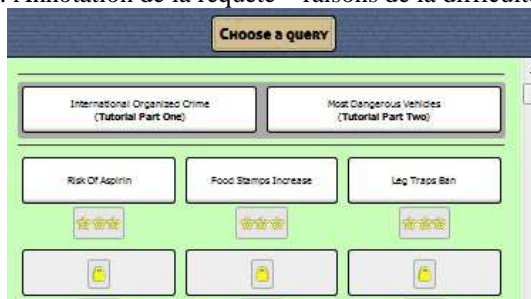 Annotation de la requête – raisons de la difficulté
CHOOSE A QUERY
International Organized Crime
(Tutorial Part One)
Most Dangerous Vehicles
(Tutorial Part Two)
Risk Of Aspirin
Food Stamps Increase
Leg Traps Ban